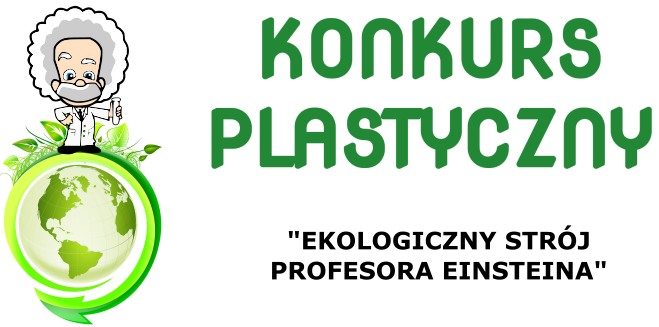 KONKURS
PLASTYCZNY
"EKOLOGICZNY STRÓJ
PROFESORA EINSTEINA"